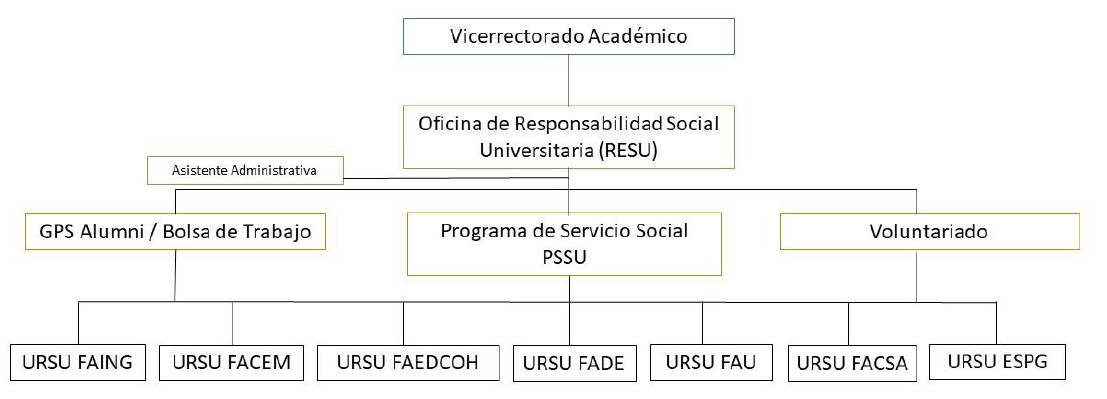 Vicerrectorado Académico
Oficina de Responsabilidad Social
Universitaria (RESU)
Asistente Administrativa
GPS Alumni / Bolsa de Trabajo
Programa de Servicio Social
PSSU
Voluntariado
URSU FAING
URSU FACEM
URSU FAEDCOH
URSU FADE
URSU FAU
URSU FACSA
URSU ESPG